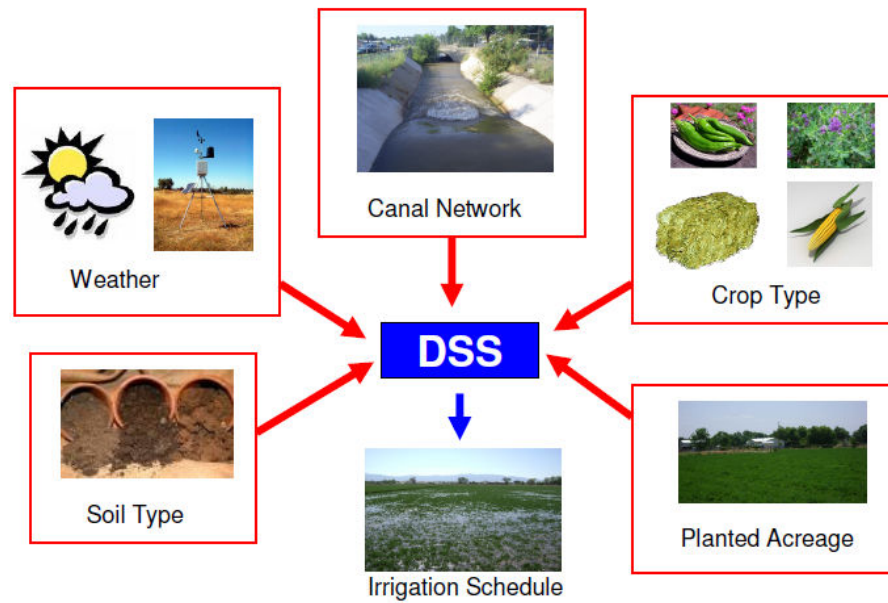 Canal Network
Weather
Crop Type
DSS
Soil Type
Planted Acreage
Irrigation Schedule